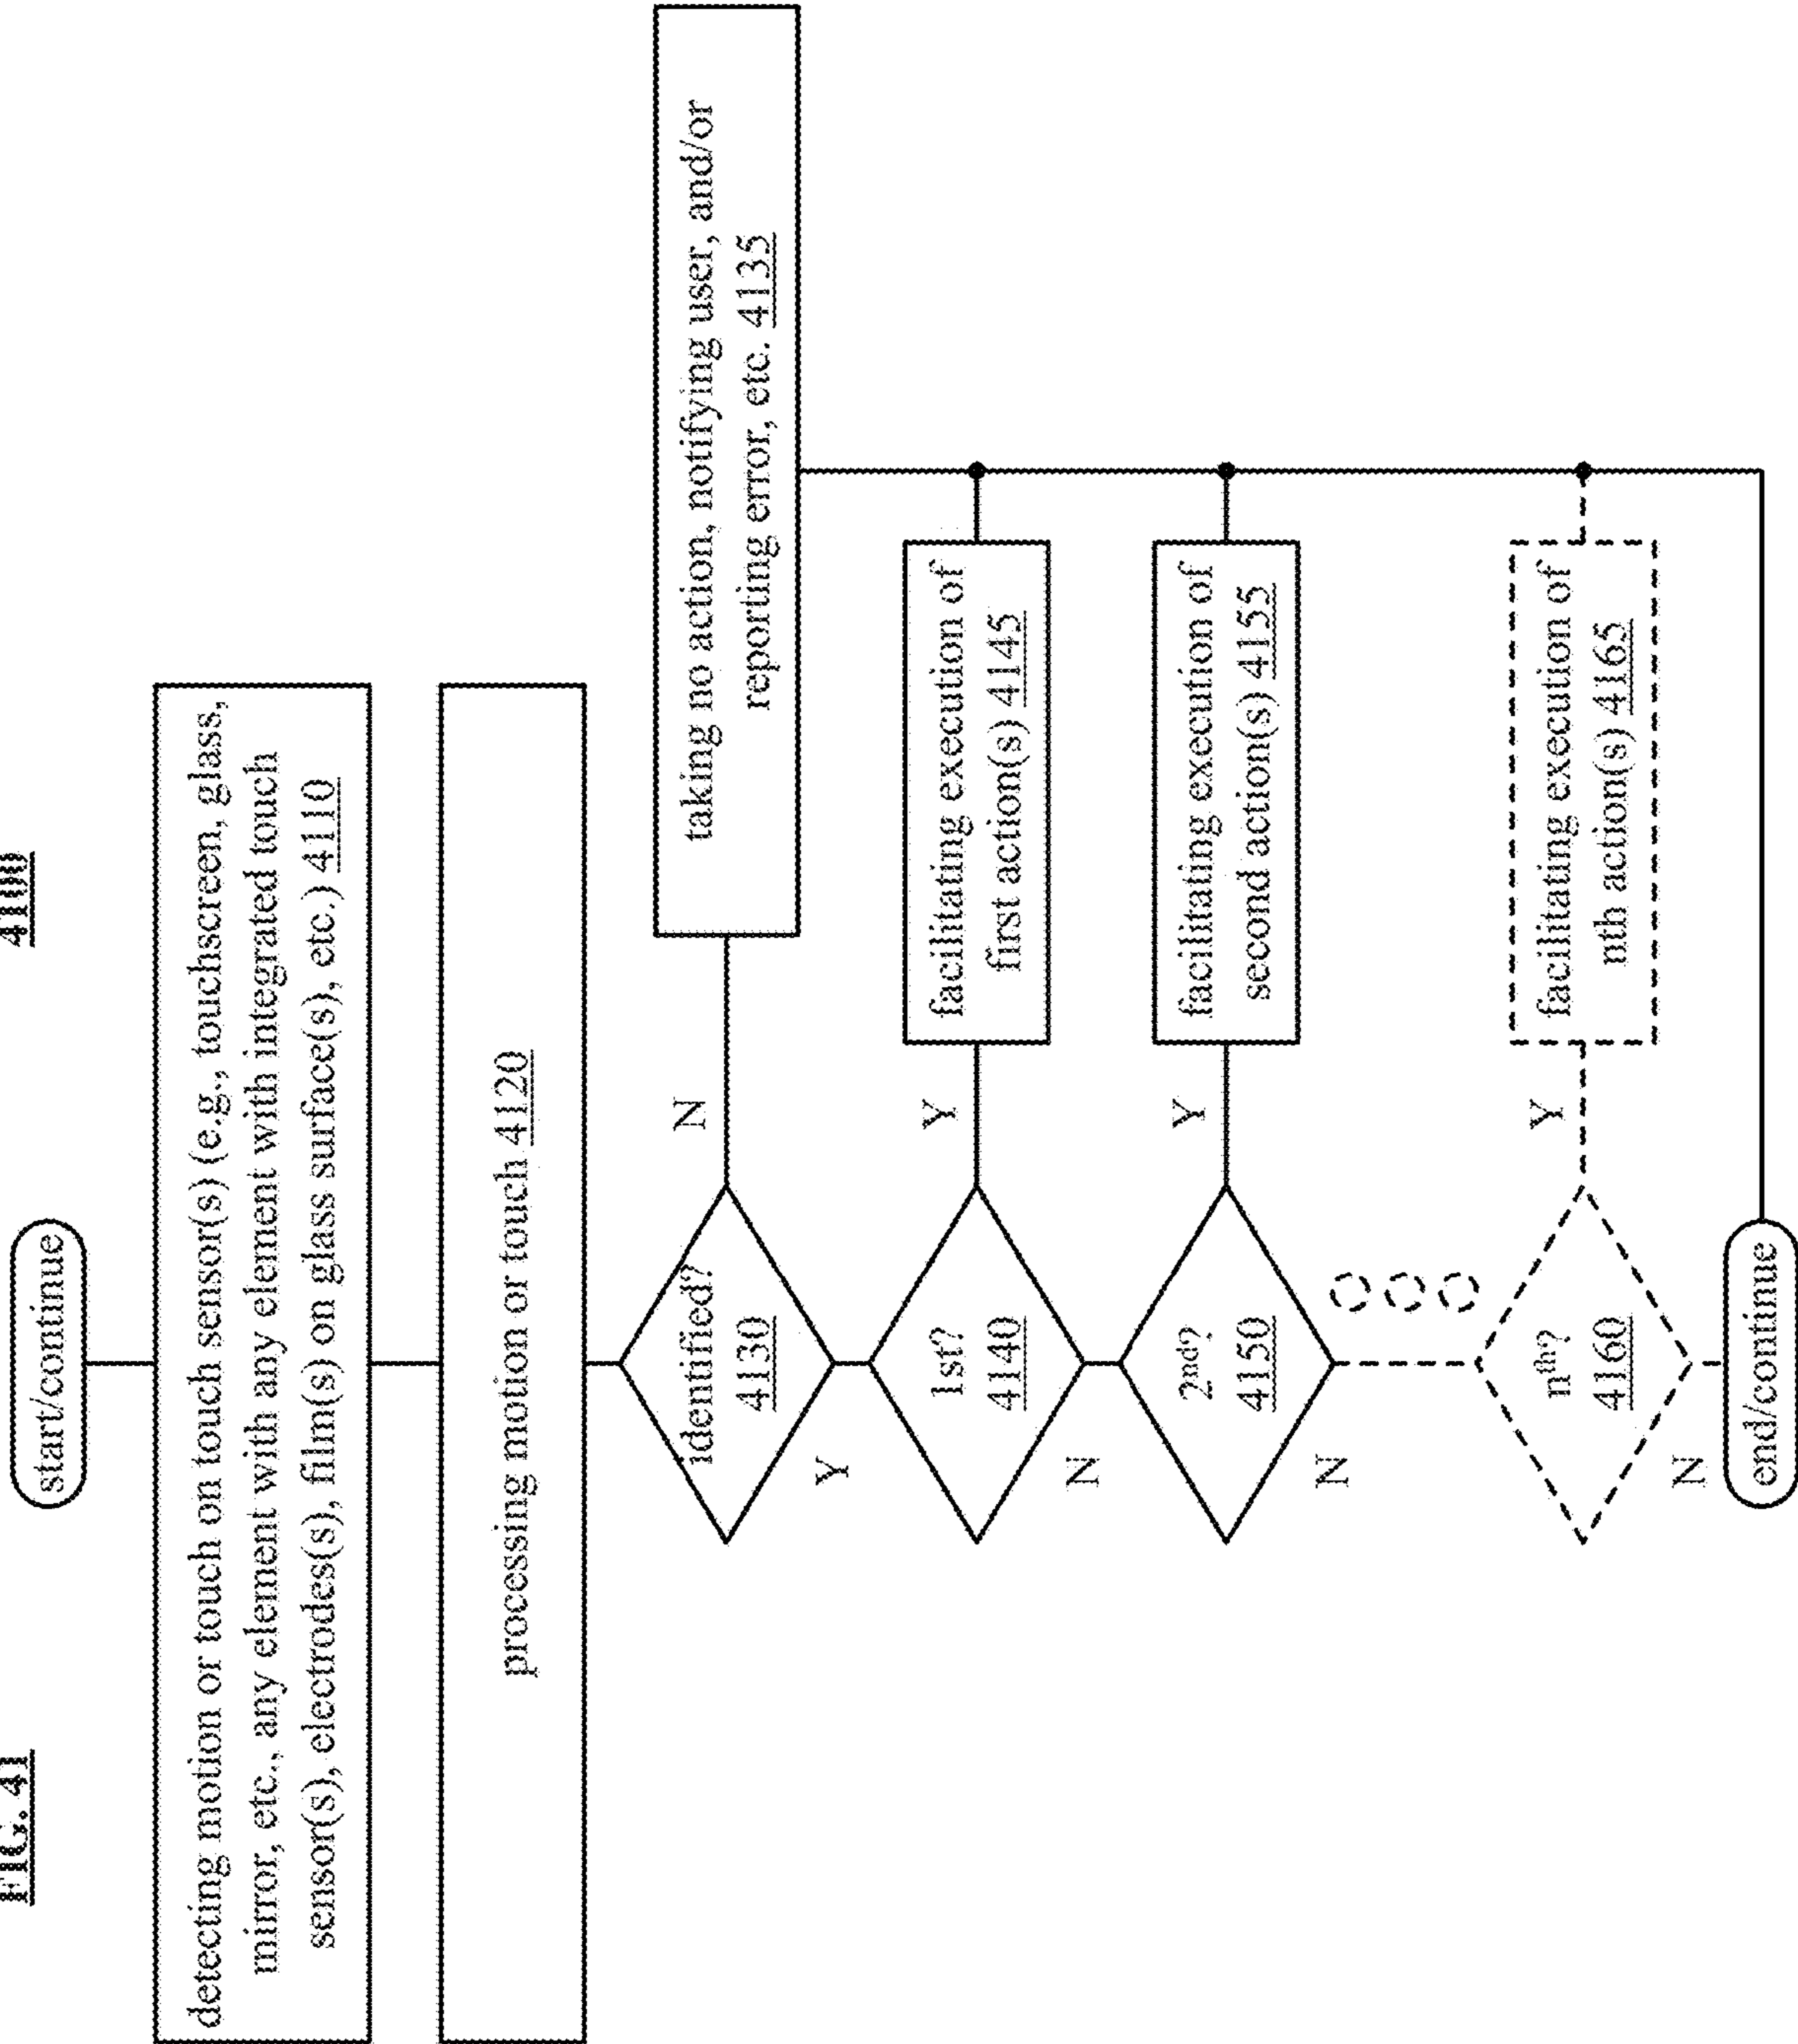 FIG. 41
4100
start/continue
detecting motion or touch on touch sensor(s) (e.g., touchscreen, glass,
mirror, etc., any element with any element with integrated touch
sensor(s), electrodes(s), film(s) on glass surface(s), etc.) 4110
processing motion or touch 4120
identified?
4130
N
taking no action, notifying user, and/or
reporting error, etc. 4135
Y
1st?
4140
Y
facilitating execution of
first action(s) 4145
N
2nd?
4150
Y
facilitating execution of
second action(s) 4155
N
nth?
4160
Y
facilitating execution of
nth action(s) 4165
N
end/continue